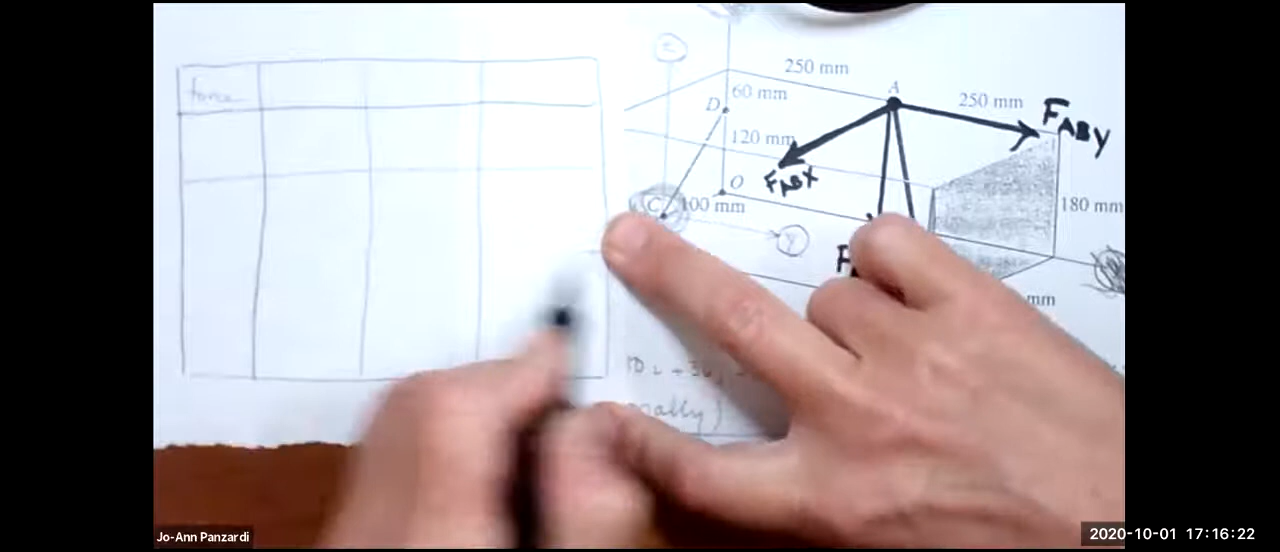 force
250 mm
A
60 mm
250 mm
FABY
D
120 mm
FABX
O
C
100 mm
180 mm
Y
F
mm
Jo-Ann Panzardi
2020-10-01 17:16:22